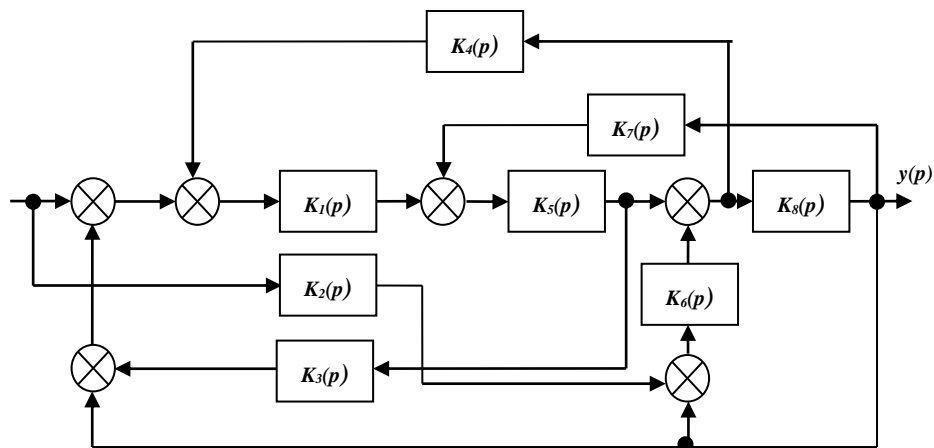 K₄(p)
K₇(p)
y(p)
K₁(p)
K₅(p)
K₈(p)
K₂(p)
K₆(p)
K₃(p)